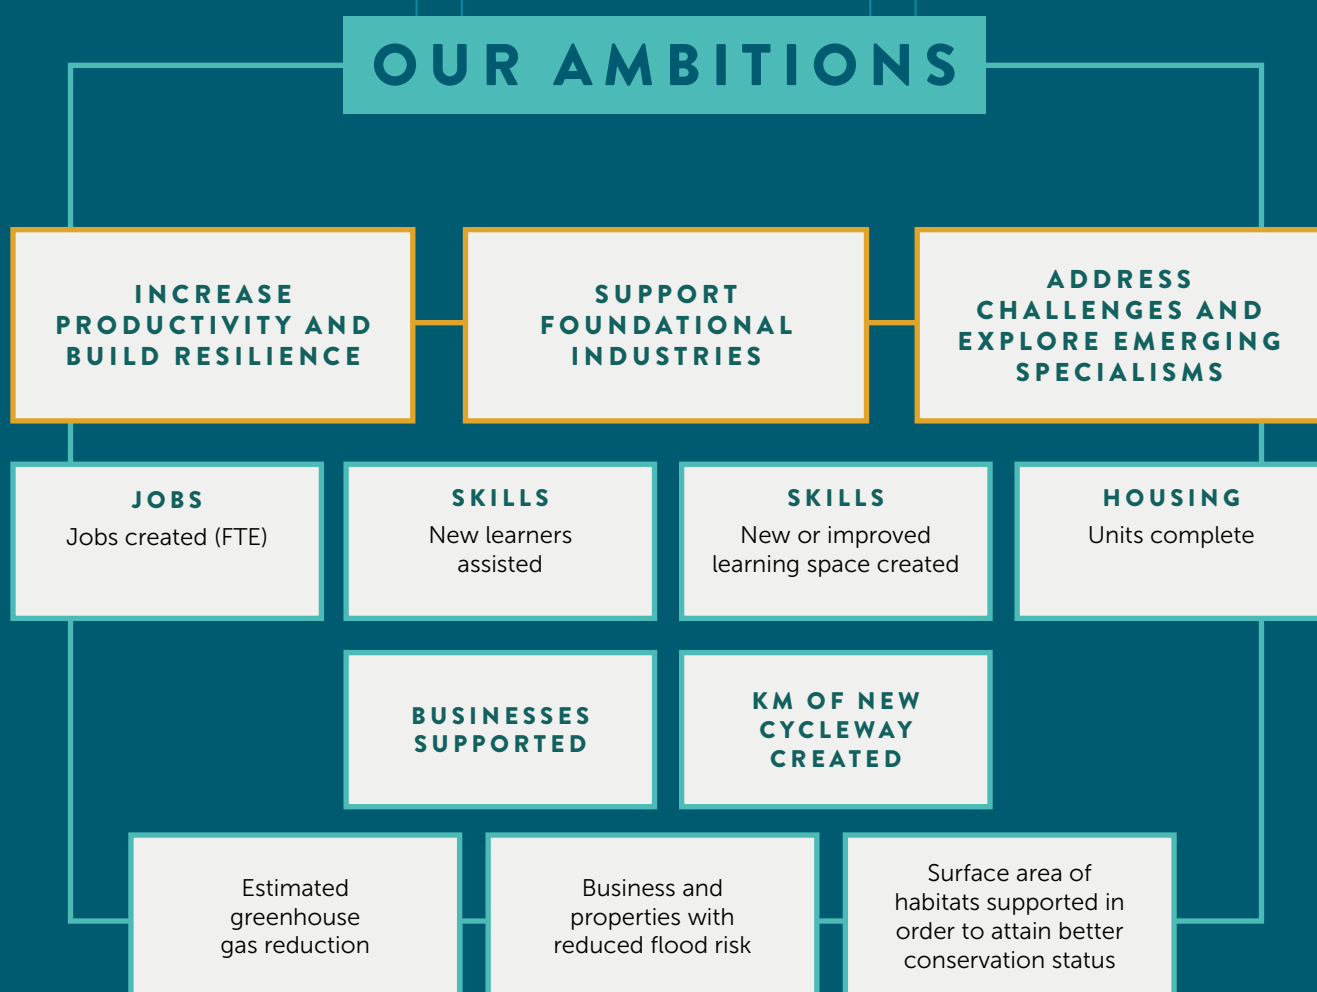 OUR AMBITIONS
INCREASE
PRODUCTIVITY AND
BUILD RESILIENCE
SUPPORT
FOUNDATIONAL
INDUSTRIES
ADDRESS
CHALLENGES AND
EXPLORE EMERGING
SPECIALISMS
JOBS
Jobs created (FTE)
SKILLS
New learners
assisted
SKILLS
New or improved
learning space created
HOUSING
Units complete
BUSINESSES
SUPPORTED
KM OF NEW
CYCLEWAY
CREATED
Estimated
greenhouse
gas reduction
Business and
properties with
reduced flood risk
Surface area of
habitats supported in
order to attain better
conservation status